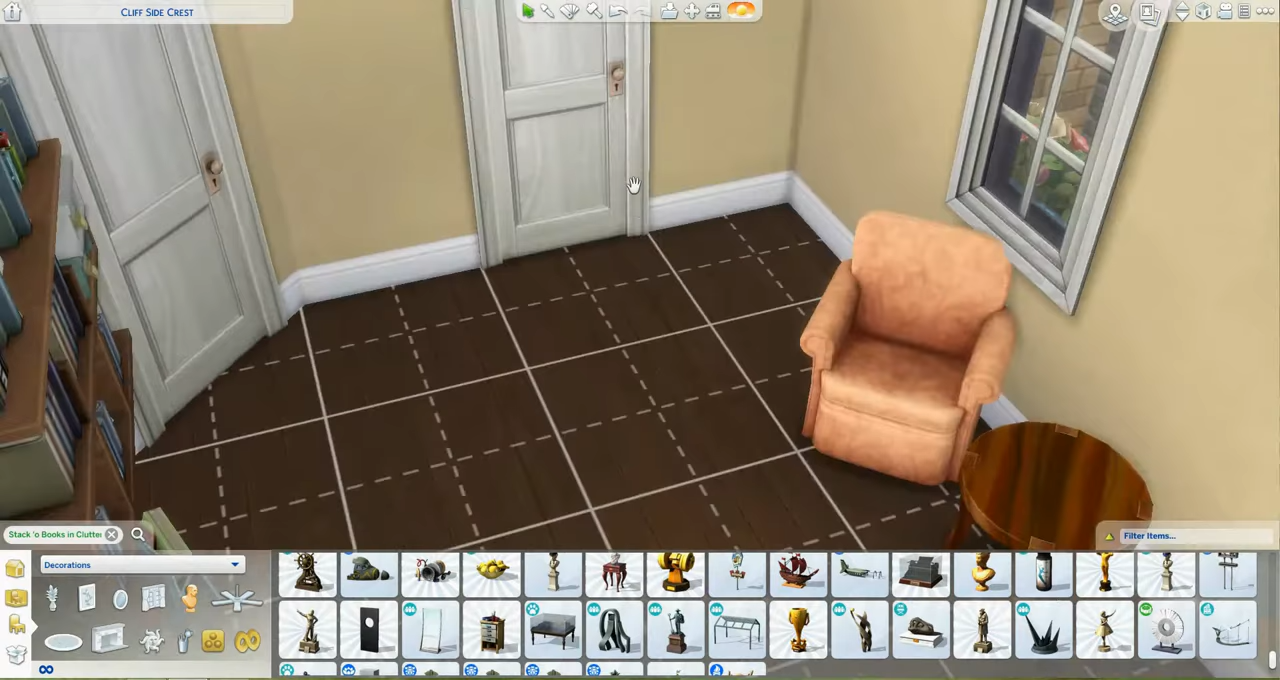 CLIFF SIDE CREST
Stack 'o Books in Clutter
Filter Items...
Decorations